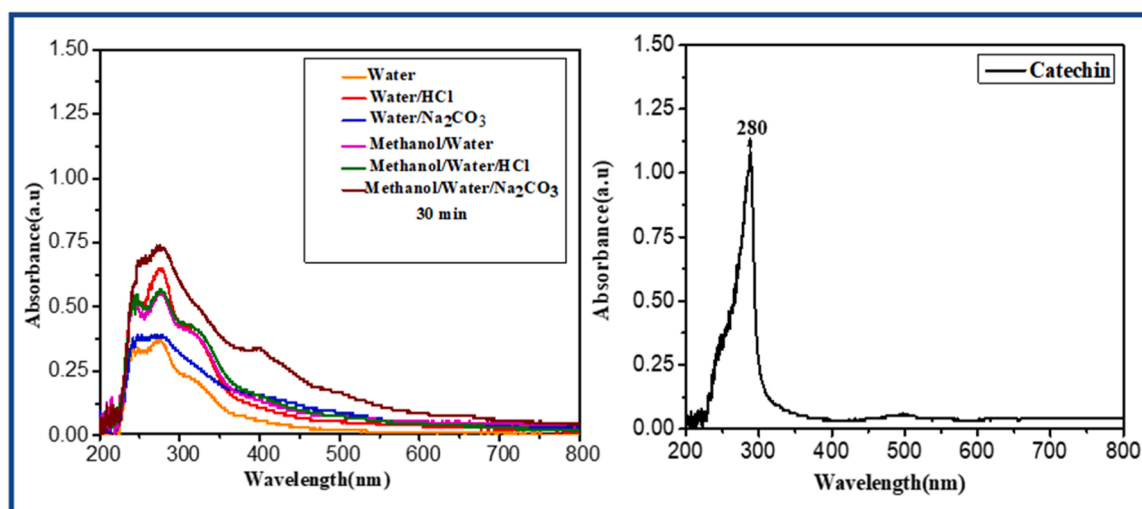 1.50
1.25
1.00
0.75
0.50
0.25
0.00
Absorbance(a.u)
Water
Water/HCl
Water/Na2CO3
Methanol/Water
Methanol/Water/HCl
Methanol/Water/Na2CO3
30 min
200 300 400 500 600 700 800
Wavelength(nm)
1.50
1.25
1.00
0.75
0.50
0.25
0.00
Absorbance(a.u)
Catechin
280
200 300 400 500 600 700 800
Wavelength(nm)